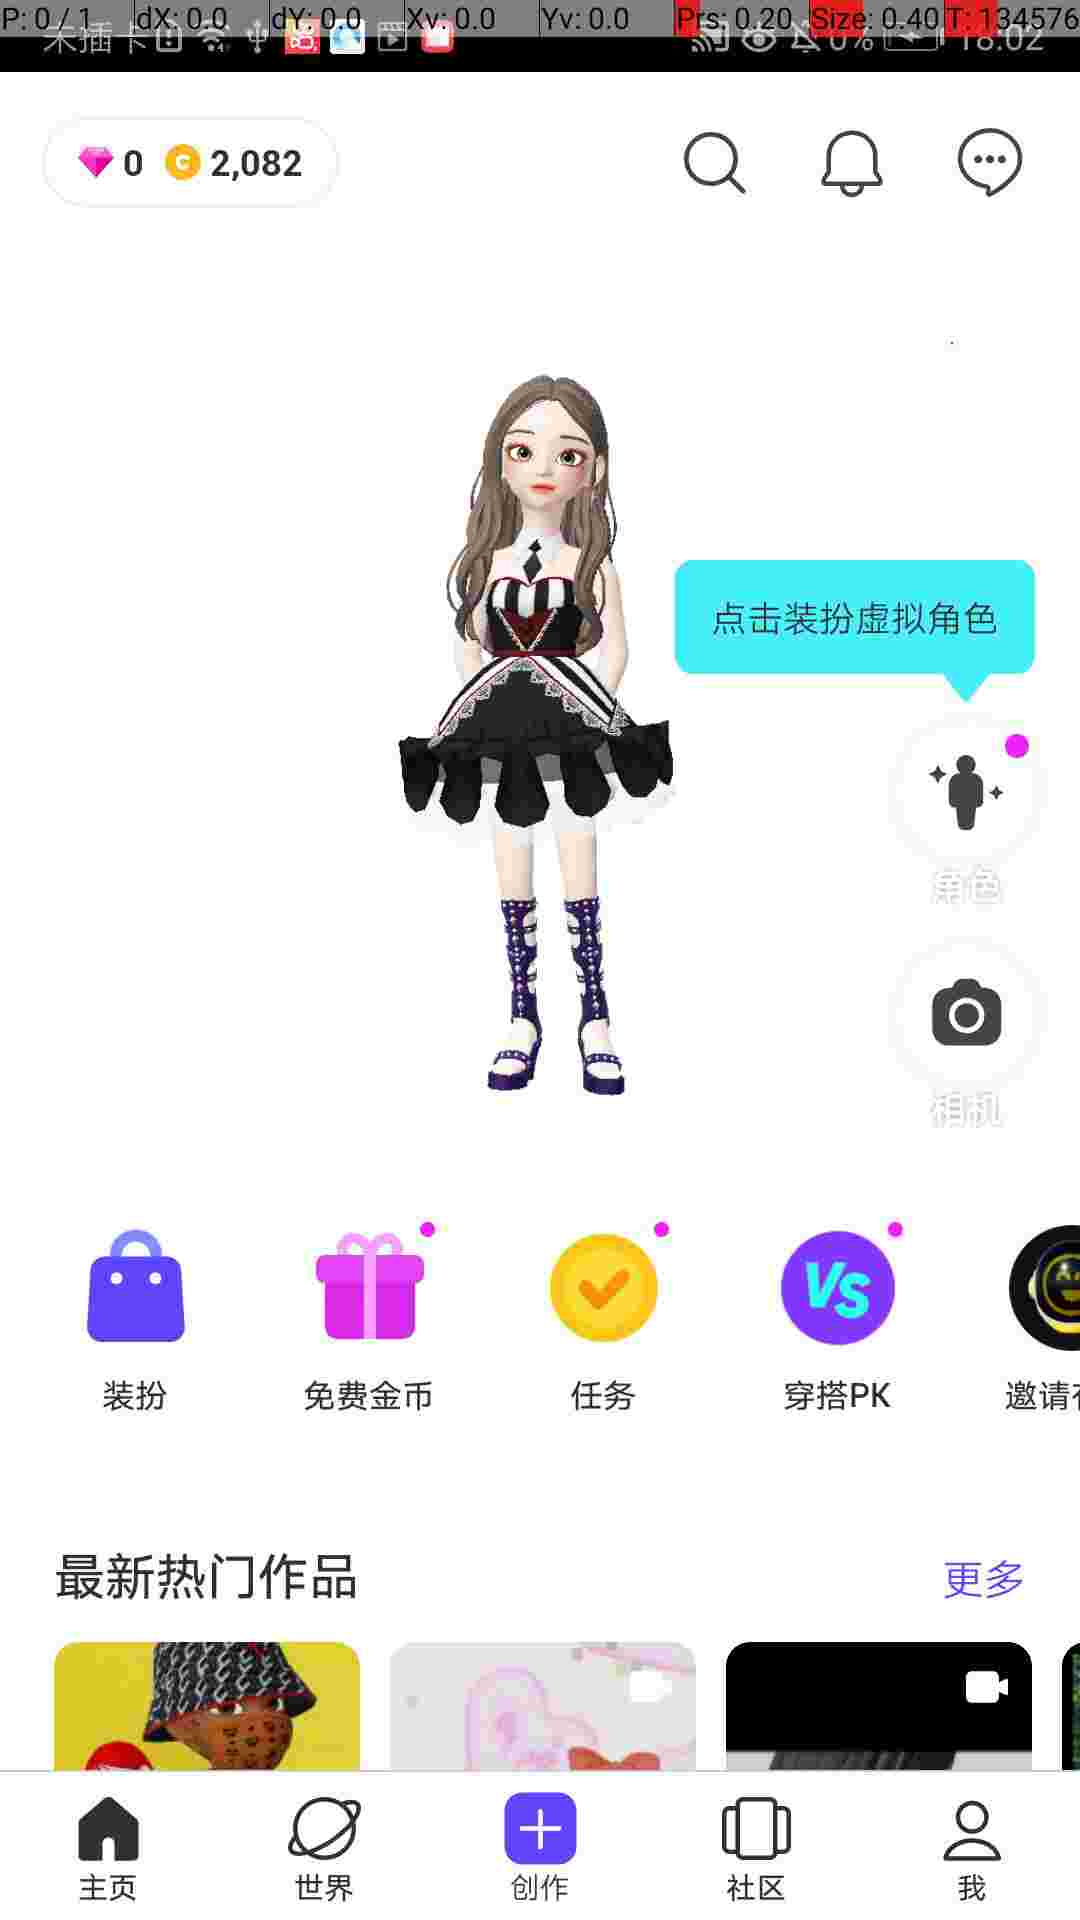 P: 0 / 1 dX: 0.0 dY: 0.0 Xv: 0.0 Yv: 0.0 Prs: 0.20 Size: 0.40 T: 134576
未插卡 0% 18:02
0 2,082
点击装扮虚拟角色
角色
相机
装扮 免费金币 任务 穿搭PK 邀请
最新热门作品 更多
主页 世界 创作 社区 我